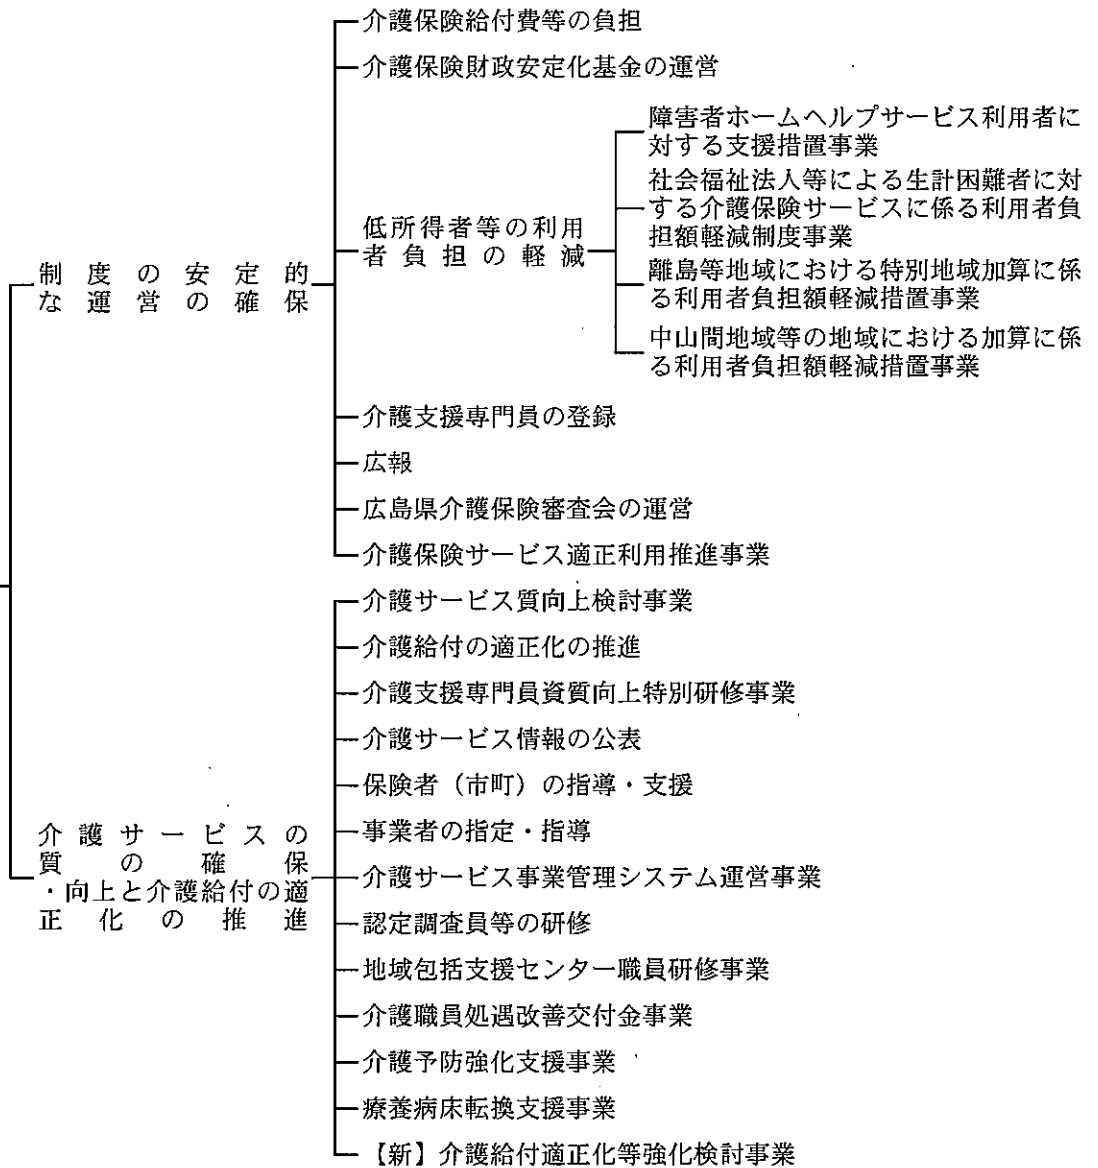 制度の安定的
な運営の確保
介護保険給付費等の負担
介護保険財政安定化基金の運営
低所得者等の利用
者負担の軽減
障害者ホームヘルプサービス利用者に
対する支援措置事業
社会福祉法人等による生計困難者に対
する介護保険サービスに係る利用者負
担額軽減制度事業
離島等地域における特別地域加算に係
る利用者負担額軽減措置事業
中山間地域等の地域における加算に係
る利用者負担額軽減措置事業
介護支援専門員の登録
広報
広島県介護保険審査会の運営
介護保険サービス適正利用推進事業
介護サービスの
質の確保
・向上と介護給付の適
正化の推進
介護サービス質向上検討事業
介護給付の適正化の推進
介護支援専門員資質向上特別研修事業
介護サービス情報の公表
保険者（市町）の指導・支援
事業者の指定・指導
介護サービス事業管理システム運営事業
認定調査員等の研修
地域包括支援センター職員研修事業
介護職員処遇改善交付金事業
介護予防強化支援事業
療養病床転換支援事業
【新】介護給付適正化等強化検討事業